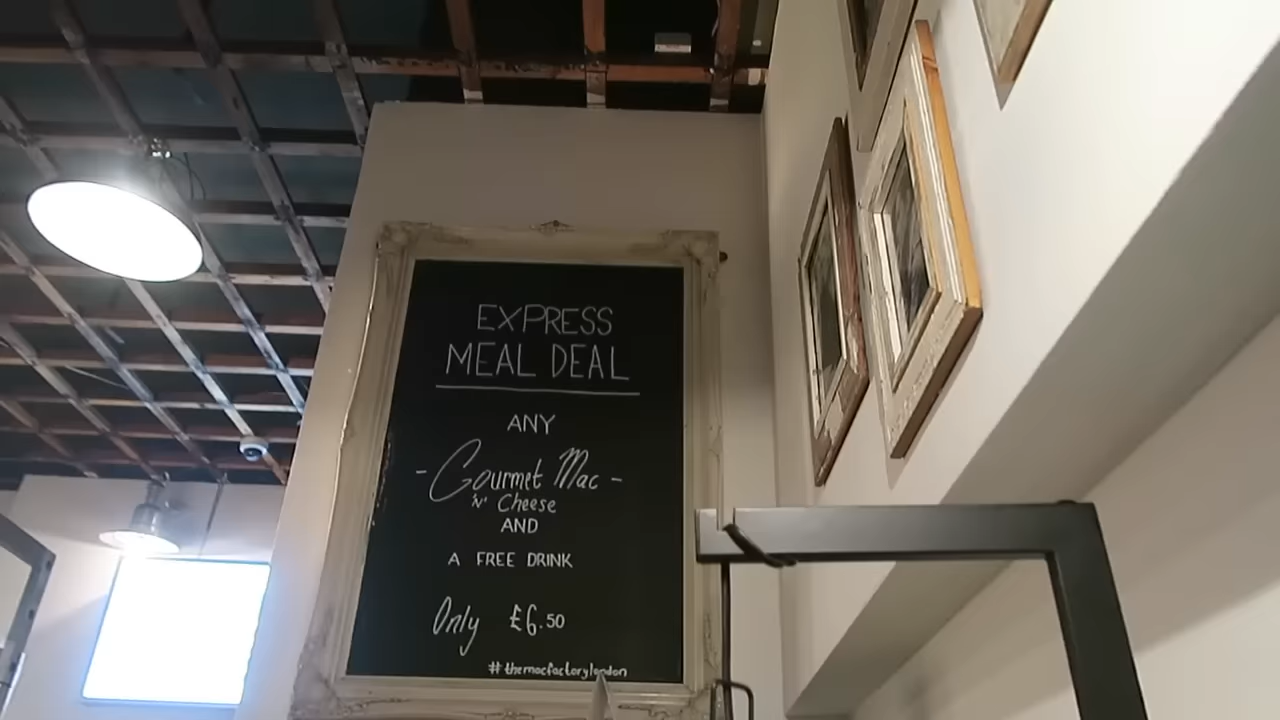 EXPRESS
MEAL DEAL
ANY
- Gourmet Mac -
'N' Cheese
AND
A FREE DRINK
Only £6.50
#themacfactorylondon